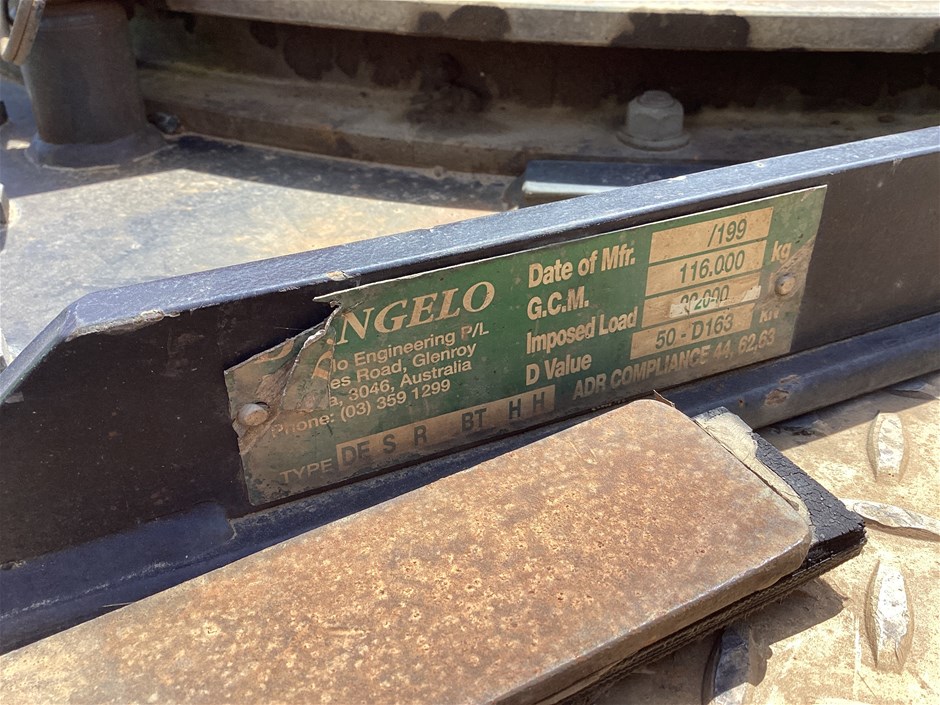 NGELO
lo Engineering P/L
es Road, Glenroy
a, 3046, Australia
Phone: (03) 359 1299
TYPE DE S R BT H H
Date of Mfr. /199
G.C.M. 116.000 kg
Imposed Load
D Value 50-D163 kN
ADR COMPLIANCE 44, 62,63